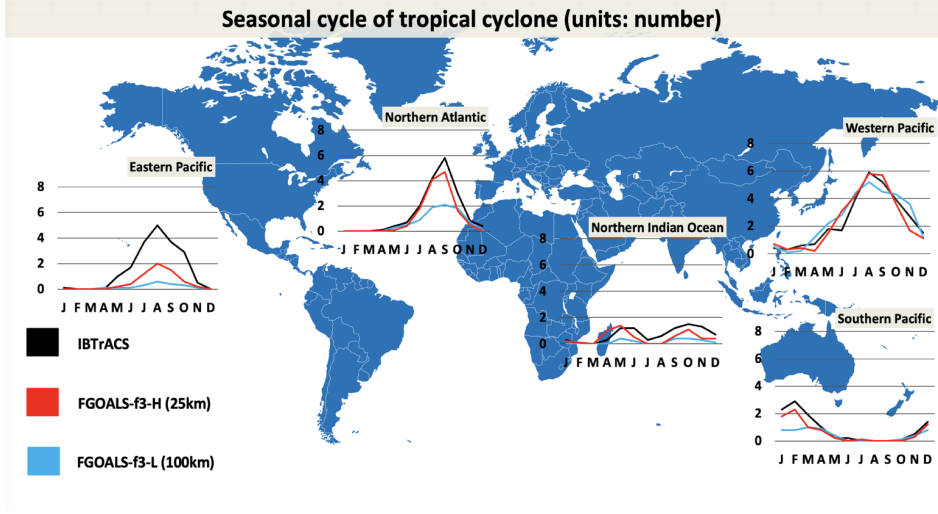 Seasonal cycle of tropical cyclone (units: number)
Northern Atlantic
8
6
4
2
0
J F M A M J J A S O N D
Western Pacific
8
6
4
2
0
J F M A M J J A S O N D
Eastern Pacific
8
6
4
2
0
J F M A M J J A S O N D
Northern Indian Ocean
8
6
4
2
0
J F M A M J J A S O N D
Southern Pacific
8
6
4
2
0
J F M A M J J A S O N D
IBTrACS
FGOALS-f3-H (25km)
FGOALS-f3-L (100km)